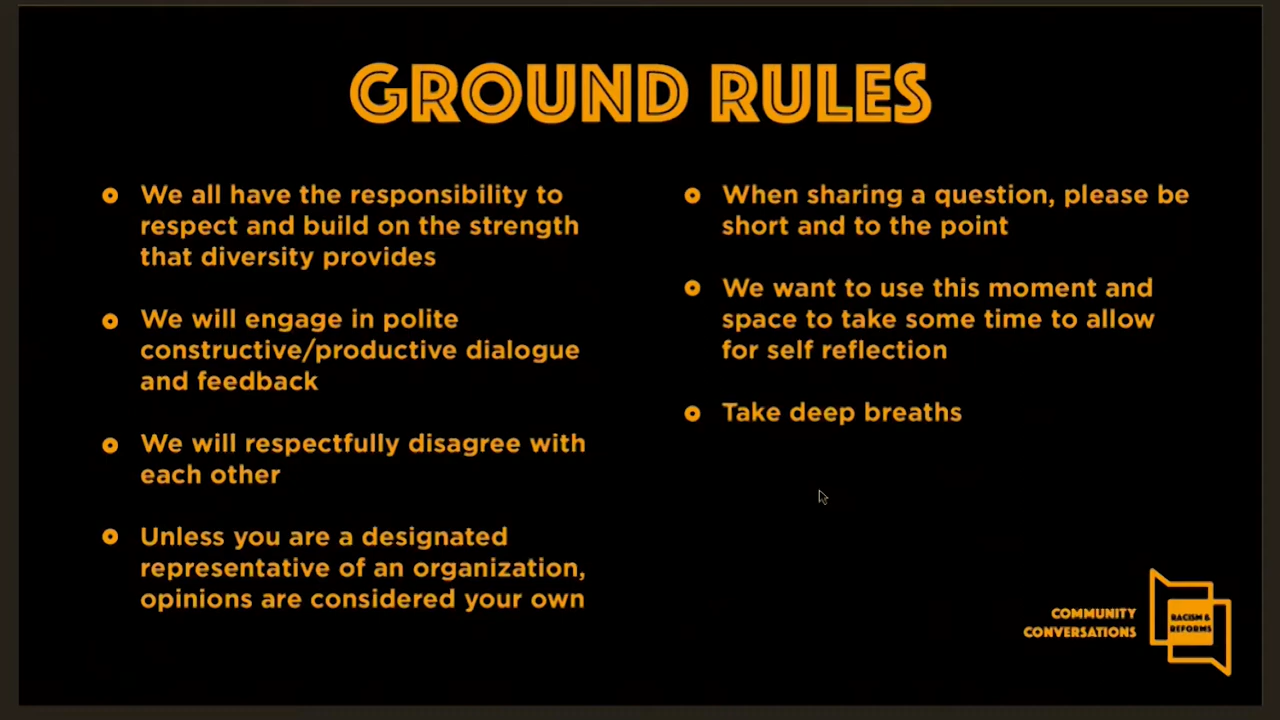 GROUND RULES
We all have the responsibility to
respect and build on the strength
that diversity provides
We will engage in polite
constructive/productive dialogue
and feedback
We will respectfully disagree with
each other
Unless you are a designated
representative of an organization,
opinions are considered your own
When sharing a question, please be
short and to the point
We want to use this moment and
space to take some time to allow
for self reflection
Take deep breaths
COMMUNITY
CONVERSATIONS
RACISM &
REFORMS